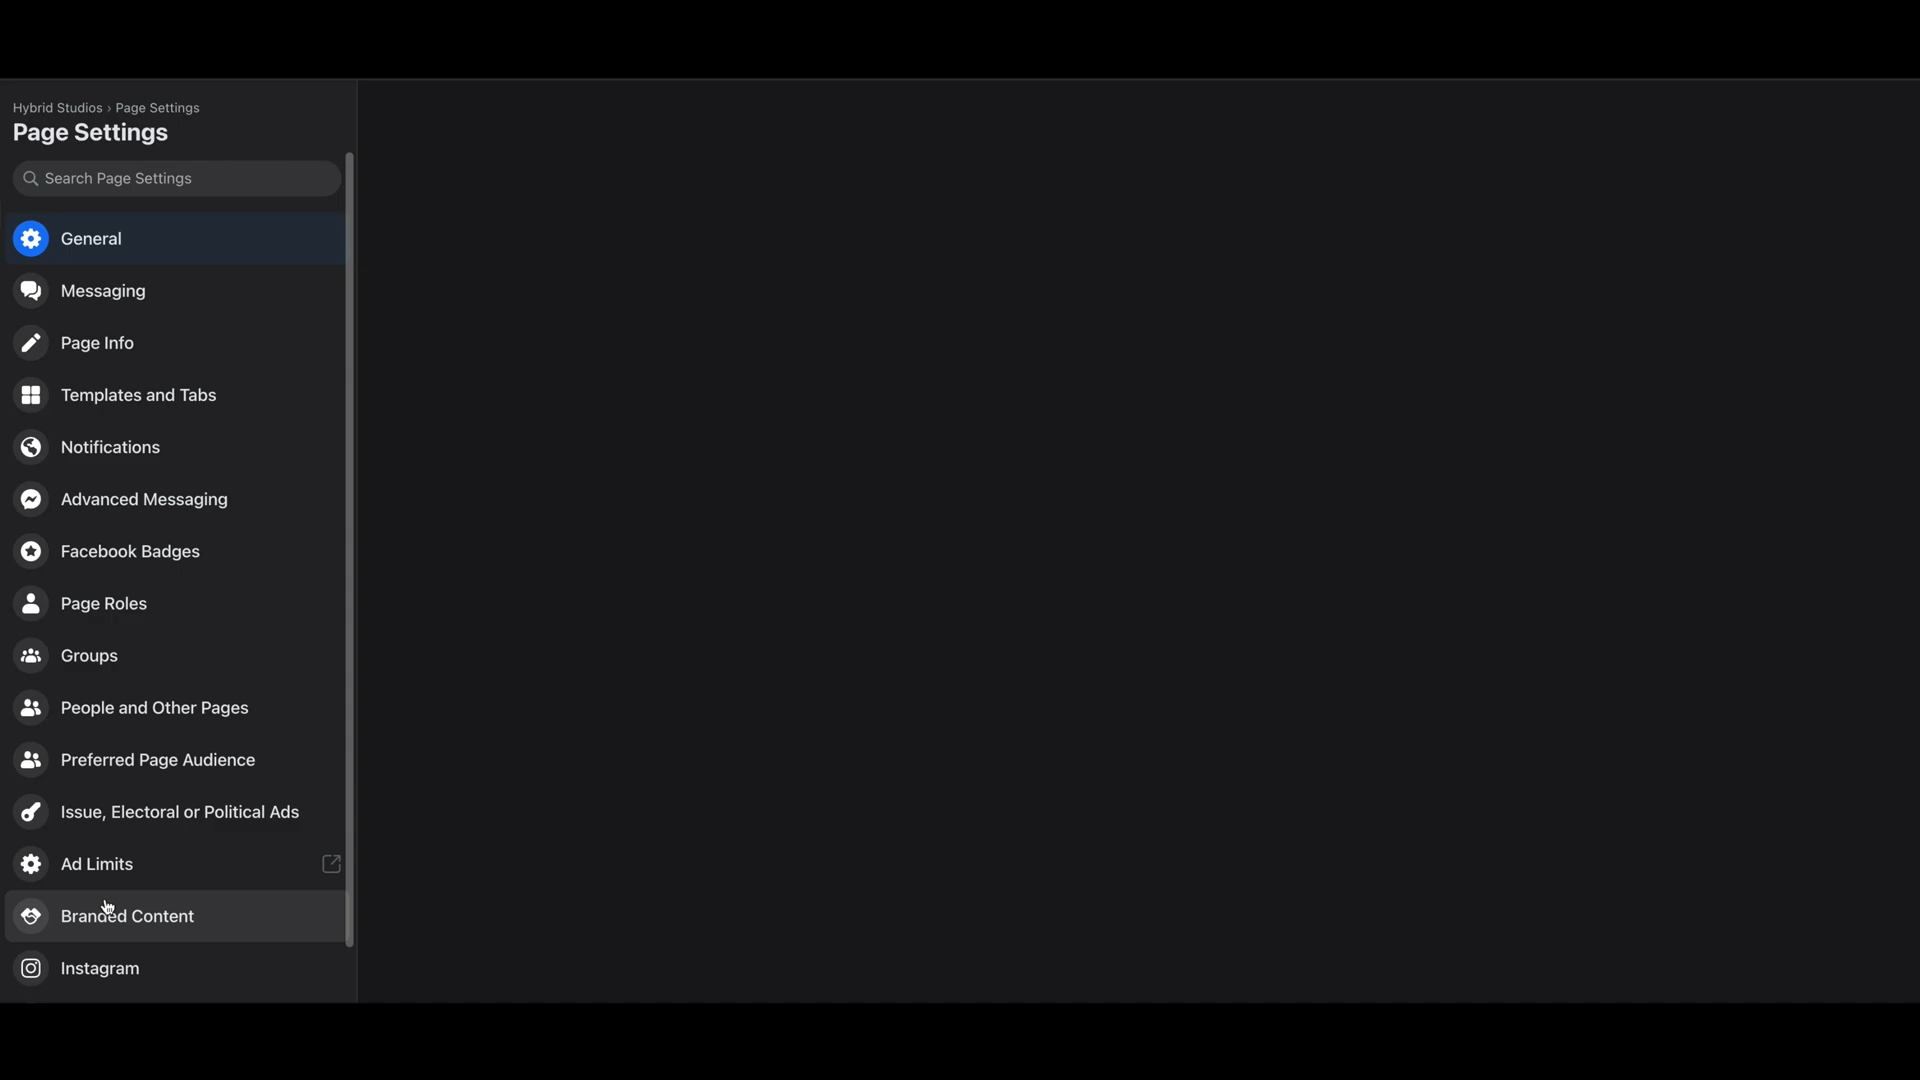 Hybrid Studios › Page Settings
Page Settings
Search Page Settings
General
Messaging
Page Info
Templates and Tabs
Notifications
Advanced Messaging
Facebook Badges
Page Roles
Groups
People and Other Pages
Preferred Page Audience
Issue, Electoral or Political Ads
Ad Limits
Branded Content
Instagram